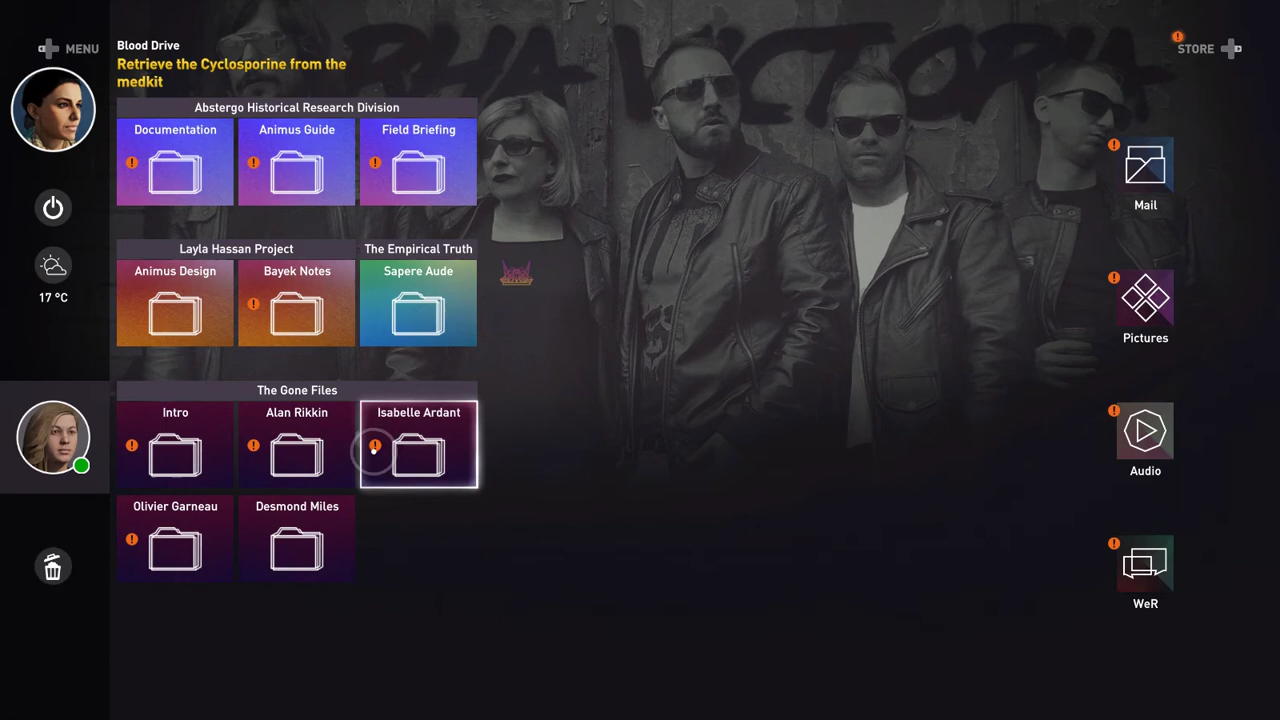 MENU
Blood Drive
Retrieve the Cyclosporine from the
medkit
STORE
Abstergo Historical Research Division
Documentation
Animus Guide
Field Briefing
Layla Hassan Project
The Empirical Truth
Animus Design
Bayek Notes
Sapere Aude
The Gone Files
Intro
Alan Rikkin
Isabelle Ardant
Olivier Garneau
Desmond Miles
17 °C
Mail
Pictures
Audio
WeR
VICTORIA